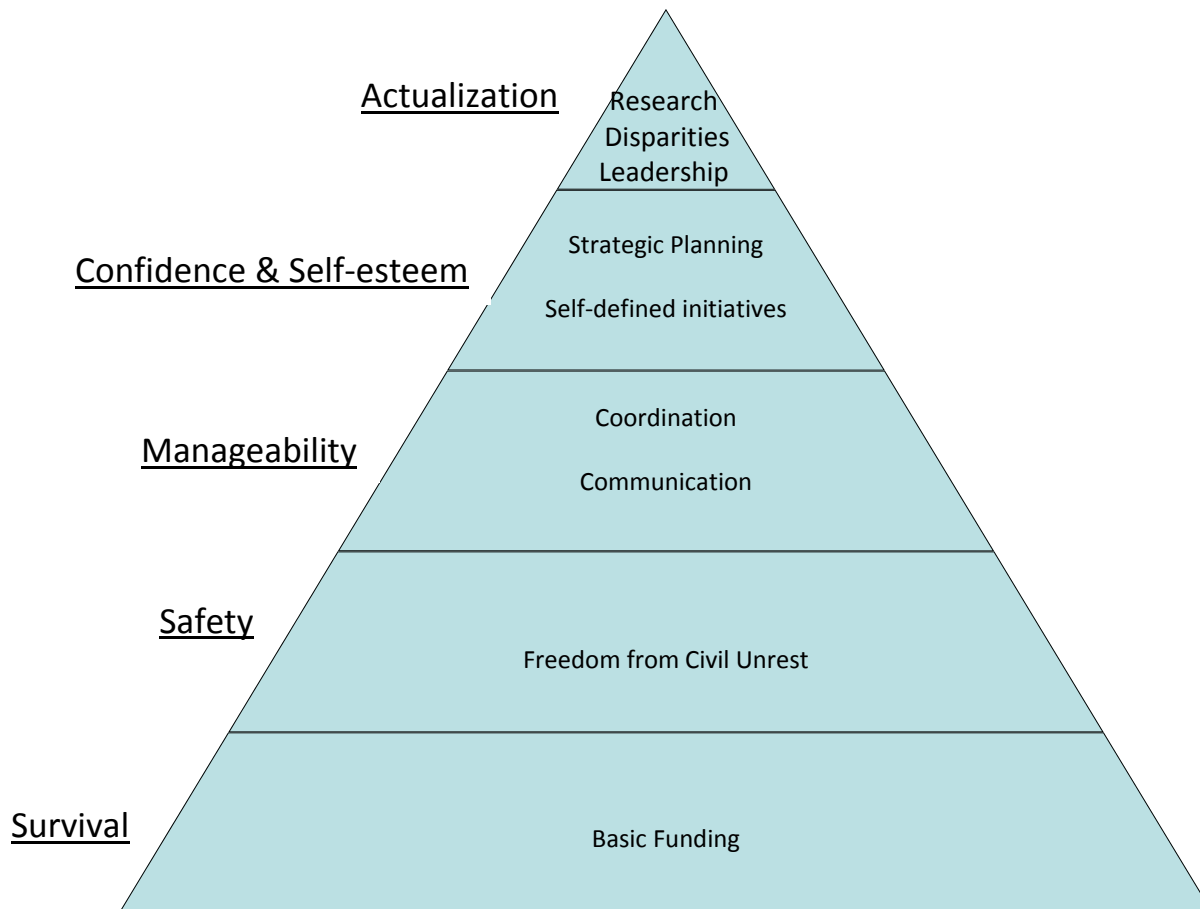 Actualization
Research
Disparities
Leadership
Confidence & Self-esteem
Strategic Planning
Self-defined initiatives
Manageability
Coordination
Communication
Safety
Freedom from Civil Unrest
Survival
Basic Funding